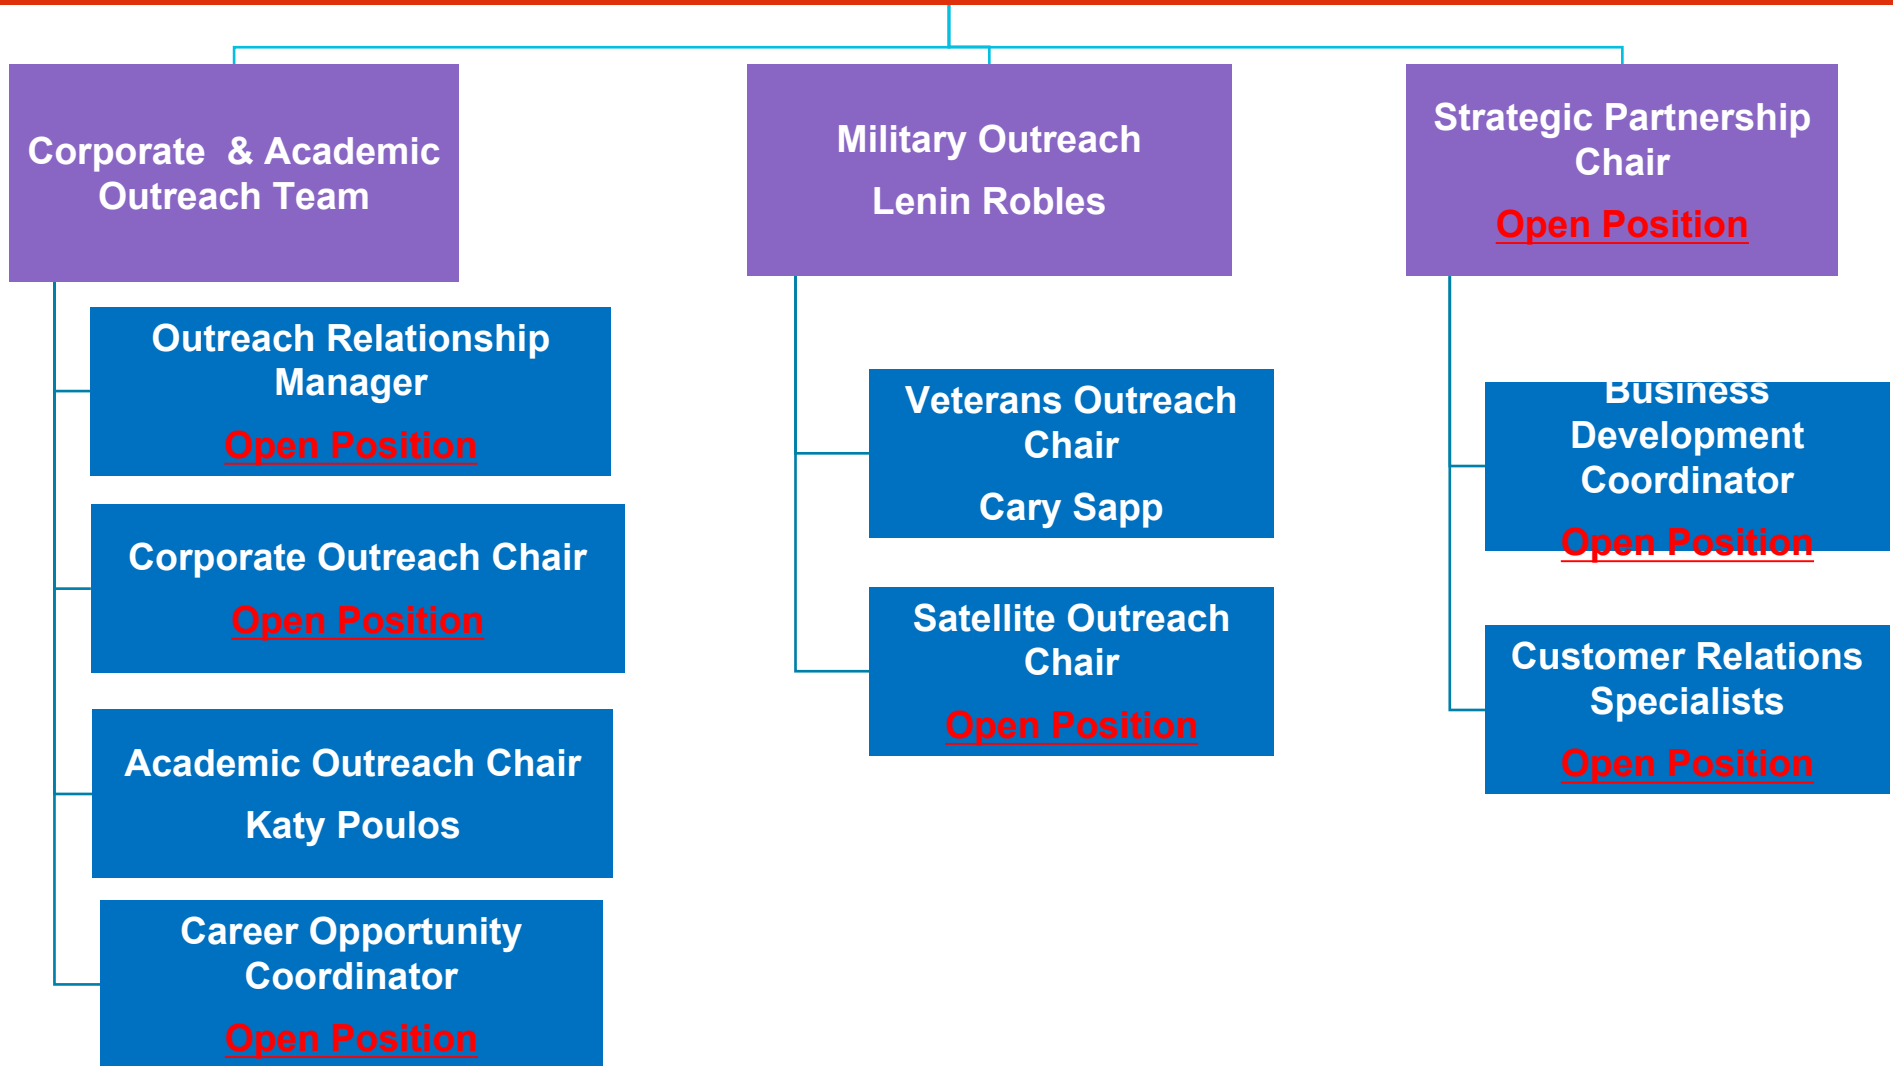 Corporate & Academic
Outreach Team
Outreach Relationship
Manager
Open Position
Corporate Outreach Chair
Open Position
Academic Outreach Chair
Katy Poulos
Career Opportunity
Coordinator
Open Position
Military Outreach
Lenin Robles
Veterans Outreach
Chair
Cary Sapp
Satellite Outreach
Chair
Open Position
Strategic Partnership
Chair
Open Position
Business
Development
Coordinator
Open Position
Customer Relations
Specialists
Open Position